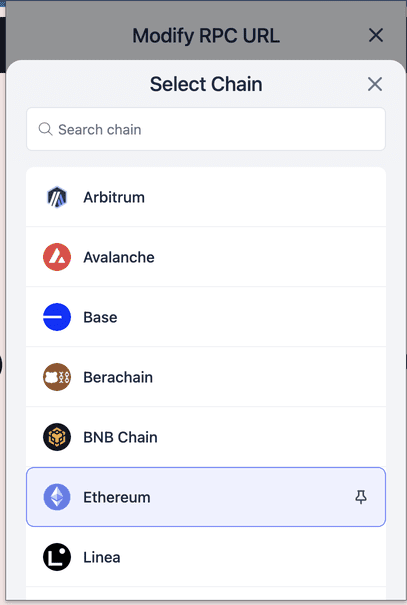 Modify RPC URL
Select Chain
Search chain
Arbitrum
Avalanche
Base
Berachain
BNB Chain
Ethereum
Linea